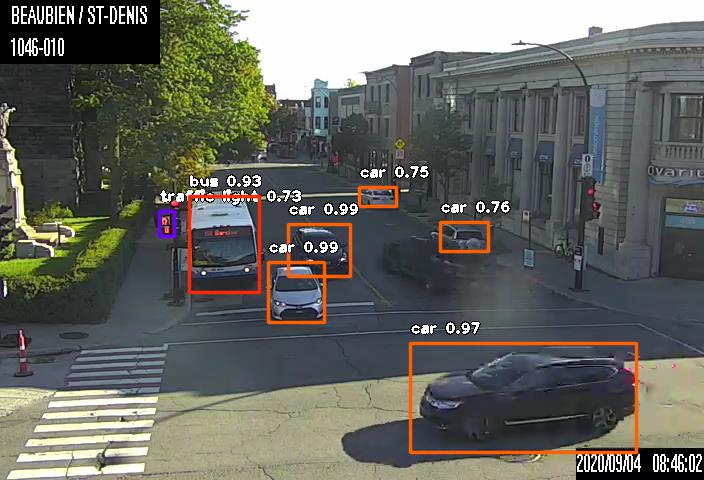 BEAUBIEN / ST-DENIS
1046-010
bus 0.93
traffic light 0.73
car 0.75
car 0.99
car 0.76
car 0.99
car 0.97
Ovarium
2020/09/04 08:46:02